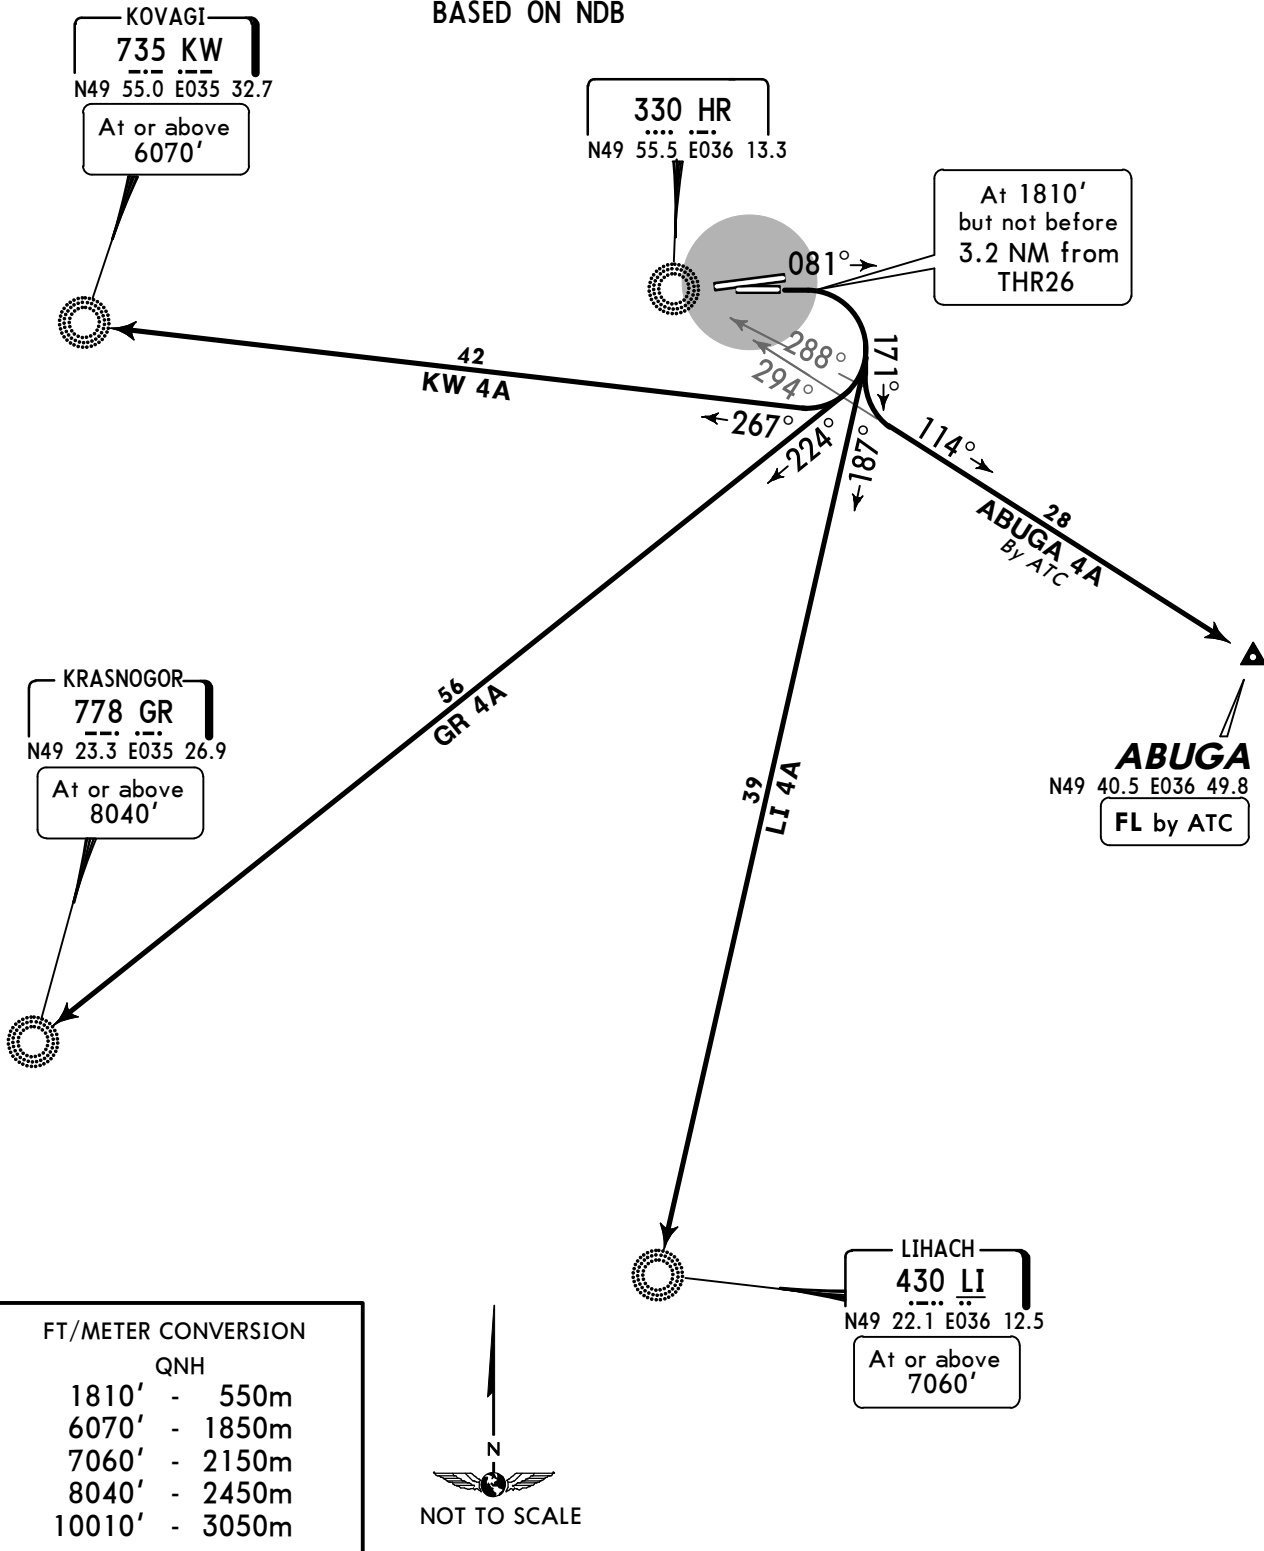 BASED ON NDB
KOVAGI
735 KW
N49 55.0 E035 32.7
At or above
6070'
330 HR
N49 55.5 E036 13.3
At 1810'
but not before
3.2 NM from
THR26
081°
171°
288°
294°
42
KW 4A
267°
224°
187°
114°
28
ABUGA 4A
By ATC
56
GR 4A
39
LI 4A
KRASNOGOR
778 GR
N49 23.3 E035 26.9
At or above
8040'
ABUGA
N49 40.5 E036 49.8
FL by ATC
LIHACH
430 LI
N49 22.1 E036 12.5
At or above
7060'
FT/METER CONVERSION
QNH
1810' - 550m
6070' - 1850m
7060' - 2150m
8040' - 2450m
10010' - 3050m
N
NOT TO SCALE